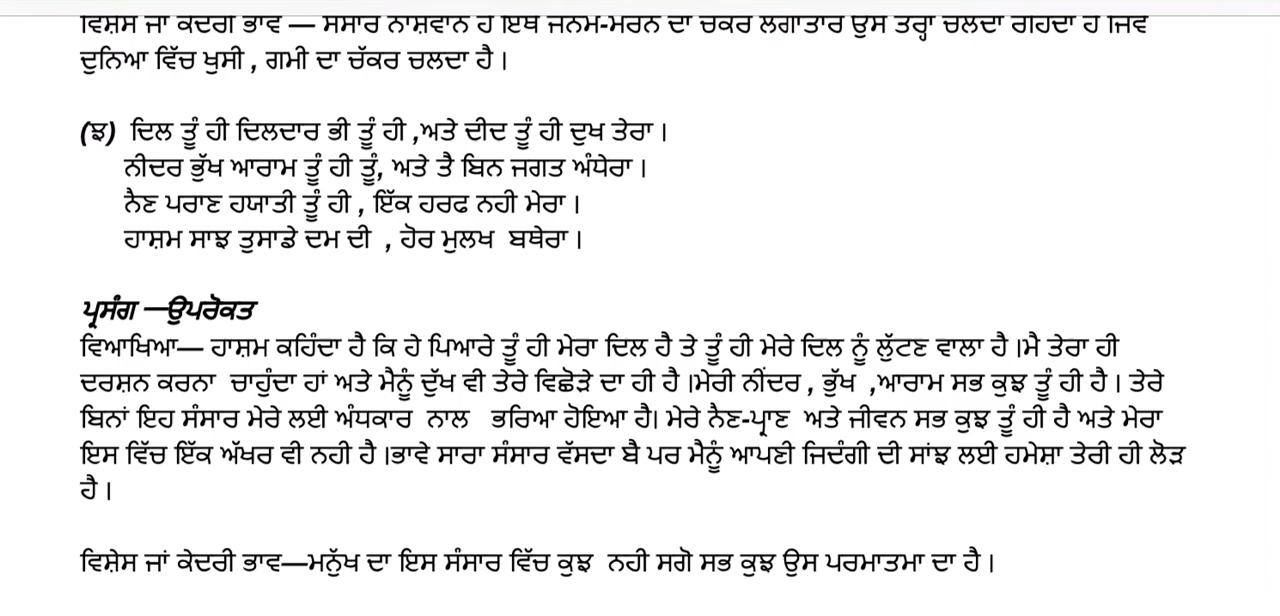 ਵਿਸ਼ੇਸ ਜਾਂ ਕੇਦਰੀ ਭਾਵ — ਸੰਸਾਰ ਨਾਸ਼ਵਾਨ ਹੈ ਇਥੇ ਜਨਮ-ਮਰਨ ਦਾ ਚੱਕਰ ਲਗਾਤਾਰ ਉਸ ਤਰ੍ਹਾ ਚਲਦਾ ਰਹਿੰਦਾ ਹੈ ਜਿਵੇ
ਦੁਨਿਆ ਵਿੱਚ ਖੁਸੀ , ਗਮੀ ਦਾ ਚੱਕਰ ਚਲਦਾ ਹੈ ।
(ਝ) ਦਿਲ ਤੂੰ ਹੀ ਦਿਲਦਾਰ ਭੀ ਤੂੰ ਹੀ ,ਅਤੇ ਦੀਦ ਤੂੰ ਹੀ ਦੁਖ ਤੇਰਾ ।
ਨੀਦਰ ਭੁੱਖ ਆਰਾਮ ਤੂੰ ਹੀ ਤੂੰ, ਅਤੇ ਤੈ ਬਿਨ ਜਗਤ ਅੰਧੇਰਾ ।
ਨੈਣ ਪਰਾਣ ਹਯਾਤੀ ਤੂੰ ਹੀ , ਇੱਕ ਹਰਫ ਨਹੀ ਮੇਰਾ ।
ਹਾਸ਼ਮ ਸਾਝ ਤੁਸਾਡੇ ਦਮ ਦੀ , ਹੋਰ ਮੁਲਖ ਬਥੇਰਾ ।
ਪ੍ਰਸੰਗ —ਉਪਰੋਕਤ
ਵਿਆਖਿਆ— ਹਾਸ਼ਮ ਕਹਿੰਦਾ ਹੈ ਕਿ ਹੇ ਪਿਆਰੇ ਤੂੰ ਹੀ ਮੇਰਾ ਦਿਲ ਹੈ ਤੇ ਤੂੰ ਹੀ ਮੇਰੇ ਦਿਲ ਨੂੰ ਲੁੱਟਣ ਵਾਲਾ ਹੈ ।ਮੈ ਤੇਰਾ ਹੀ
ਦਰਸ਼ਨ ਕਰਨਾ ਚਾਹੁੰਦਾ ਹਾਂ ਅਤੇ ਮੈਨੂੰ ਦੁੱਖ ਵੀ ਤੇਰੇ ਵਿਛੋੜੇ ਦਾ ਹੀ ਹੈ ।ਮੇਰੀ ਨੀਂਦਰ , ਭੁੱਖ ,ਆਰਾਮ ਸਭ ਕੁਝ ਤੂੰ ਹੀ ਹੈ । ਤੇਰੇ
ਬਿਨਾਂ ਇਹ ਸੰਸਾਰ ਮੇਰੇ ਲਈ ਅੰਧਕਾਰ ਨਾਲ ਭਰਿਆ ਹੋਇਆ ਹੈ। ਮੇਰੇ ਨੈਣ-ਪ੍ਰਾਣ ਅਤੇ ਜੀਵਨ ਸਭ ਕੁਝ ਤੂੰ ਹੀ ਹੈ ਅਤੇ ਮੇਰਾ
ਇਸ ਵਿੱਚ ਇੱਕ ਅੱਖਰ ਵੀ ਨਹੀ ਹੈ ।ਭਾਵੇ ਸਾਰਾ ਸੰਸਾਰ ਵੱਸਦਾ ਬੈ ਪਰ ਮੈਨੂੰ ਆਪਣੀ ਜਿਦੰਗੀ ਦੀ ਸਾਂਝ ਲਈ ਹਮੇਸ਼ਾ ਤੇਰੀ ਹੀ ਲੋੜ
ਹੈ ।
ਵਿਸ਼ੇਸ ਜਾਂ ਕੇਦਰੀ ਭਾਵ—ਮਨੁੱਖ ਦਾ ਇਸ ਸੰਸਾਰ ਵਿੱਚ ਕੁਝ ਨਹੀ ਸਗੋ ਸਭ ਕੁਝ ਉਸ ਪਰਮਾਤਮਾ ਦਾ ਹੈ ।